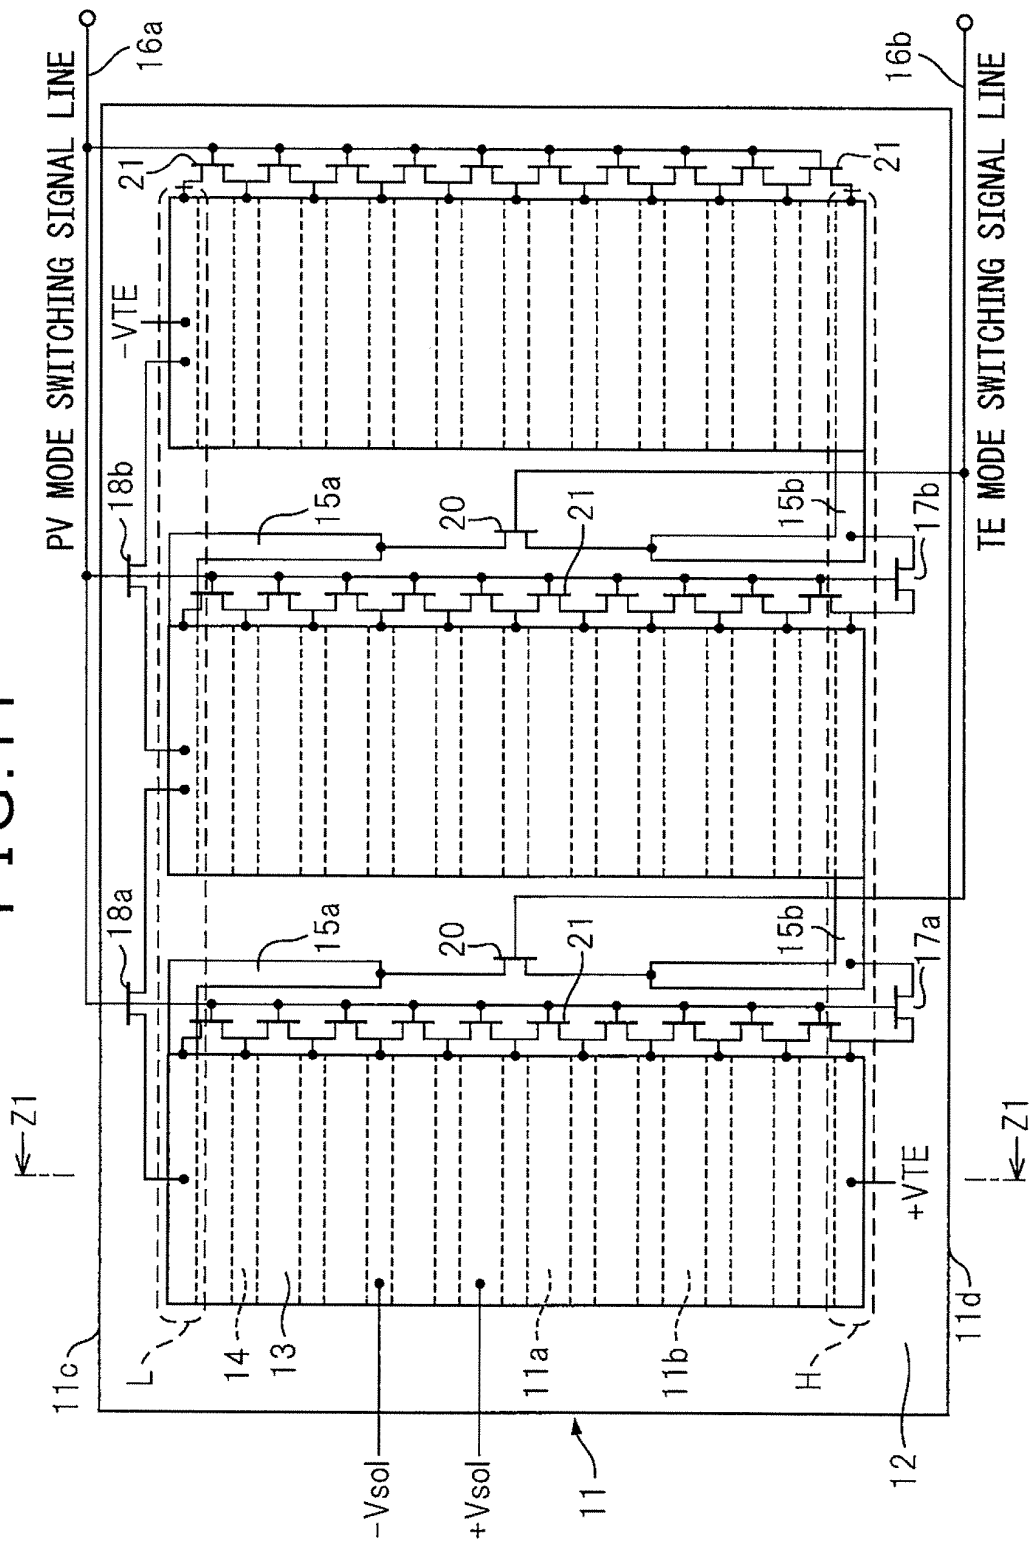 PV MODE SWITCHING SIGNAL LINE
16a
18a
18b
21
-VTE
11c
L
Z1
14
13
-Vsol
+Vsol
11a
11b
H
11
12
11d
15a
20
21
15b
17a
15a
20
21
15b
17b
21
+VTE
Z1
16b
TE MODE SWITCHING SIGNAL LINE